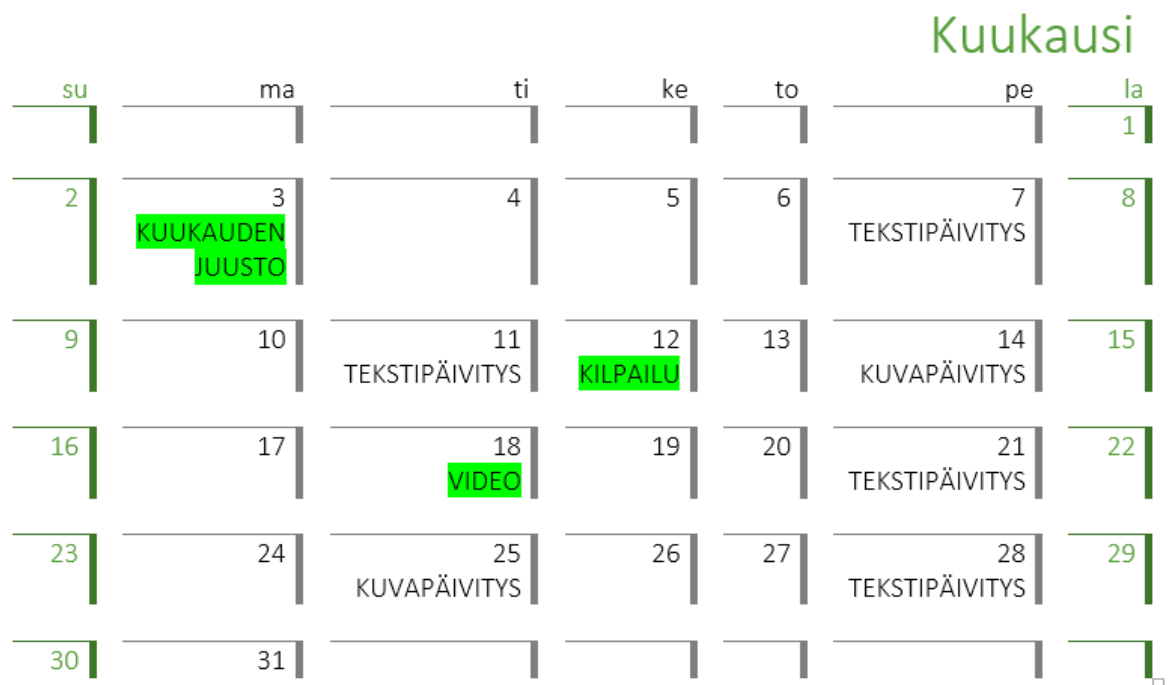 Kuukausi
su ma ti ke to pe la
1
2 3 4 5 6 7 8
KUUKAUDEN TEKSTIPÄIVITYS
JUUSTO
9 10 11 12 13 14 15
TEKSTIPÄIVITYS KILPAILU KUVAPÄIVITYS
16 17 18 19 20 21 22
VIDEO TEKSTIPÄIVITYS
23 24 25 26 27 28 29
KUVAPÄIVITYS TEKSTIPÄIVITYS
30 31